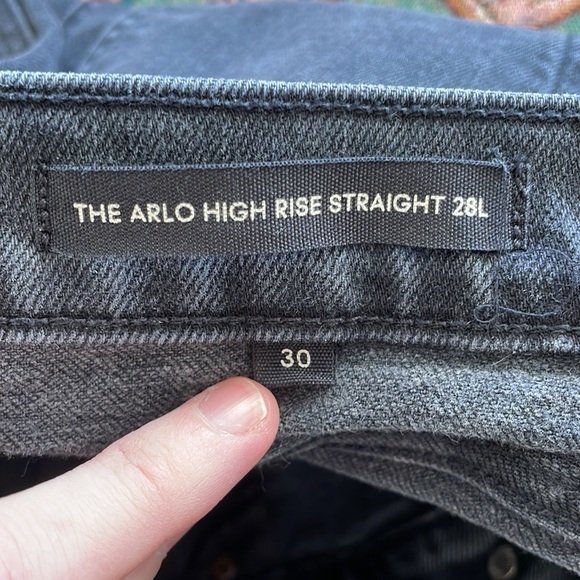 THE ARLO HIGH RISE STRAIGHT 28L
30